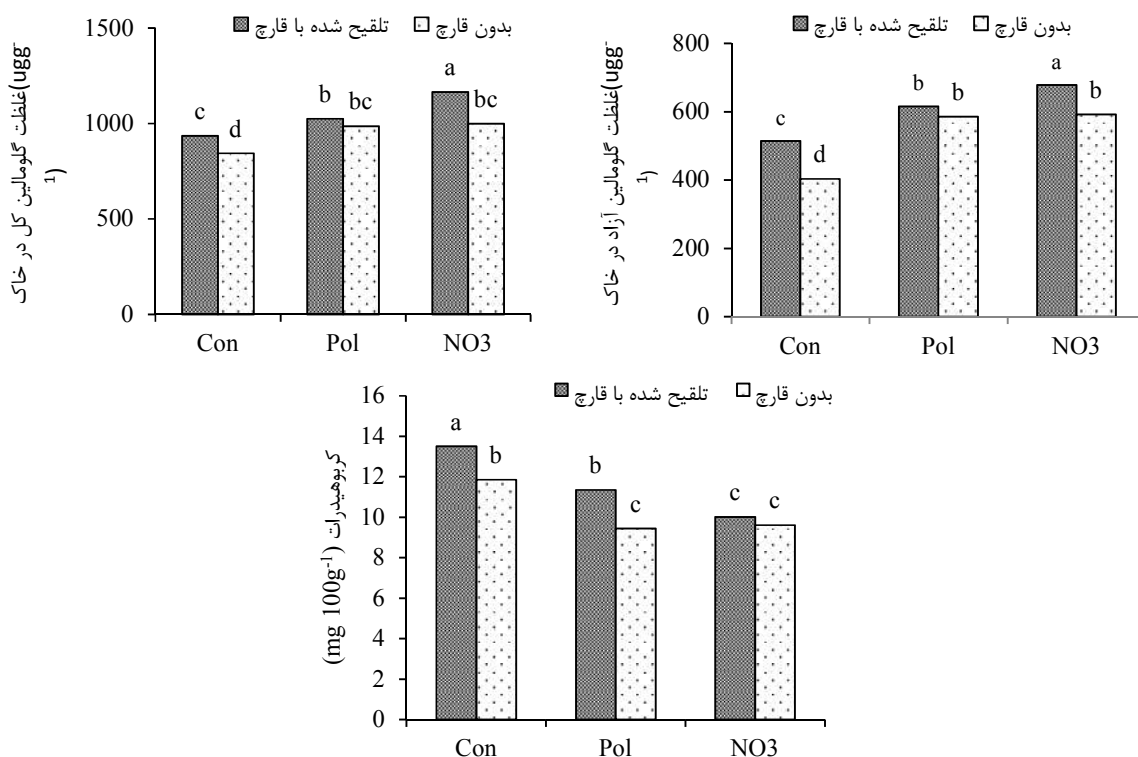 تلقیح شده با قارچ
بدون قارچ
غلظت گلومالین کل در خاک (ugg-
1)
1500
1000
500
0
c
d
b
bc
a
bc
Con
Pol
NO3
تلقیح شده با قارچ
بدون قارچ
غلظت گلومالین آزاد در خاک (ugg-
1)
800
600
400
200
0
c
d
b
b
a
b
Con
Pol
NO3
تلقیح شده با قارچ
بدون قارچ
کربوهیدرات
(mg 100g-1)
16
14
12
10
8
6
4
2
0
a
b
b
c
c
c
Con
Pol
NO3